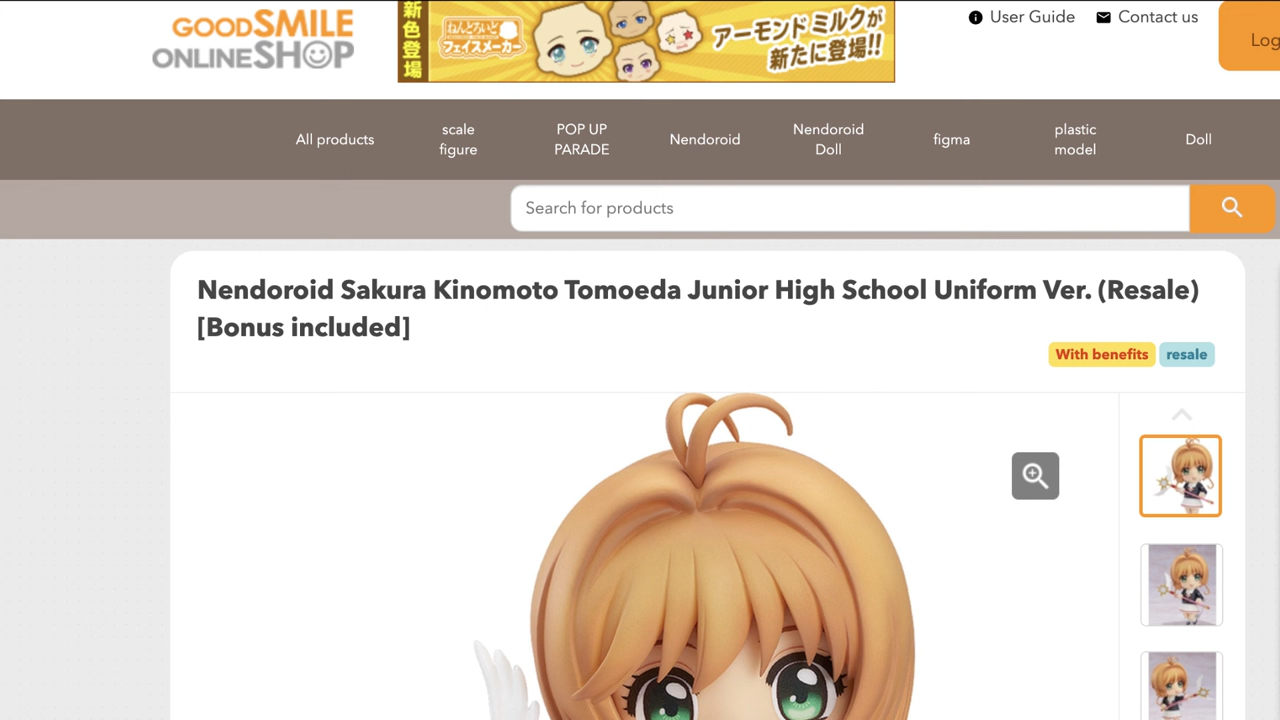 GOODSMILE
ONLINESHOP
新色登場
ねんどろいど
フェイスメーカー
アーモンドミルクが
新たに登場!!
User Guide
Contact us
Log
All products
scale
figure
POP UP
PARADE
Nendoroid
Nendoroid
Doll
figma
plastic
model
Doll
Search for products
Nendoroid Sakura Kinomoto Tomoeda Junior High School Uniform Ver. (Resale)
[Bonus included]
With benefits
resale